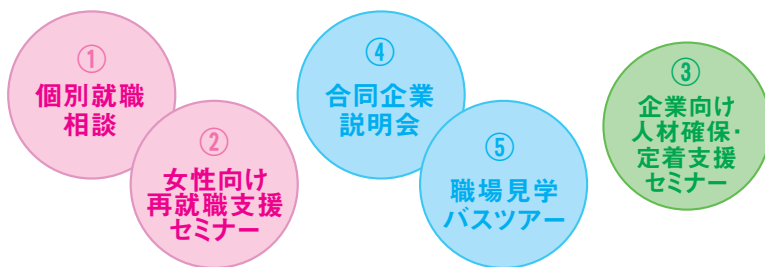 ①
個別就職
相談
②
女性向け
再就職支援
セミナー
④
合同企業
説明会
⑤
職場見学
バスツアー
③
企業向け
人材確保・
定着支援
セミナー